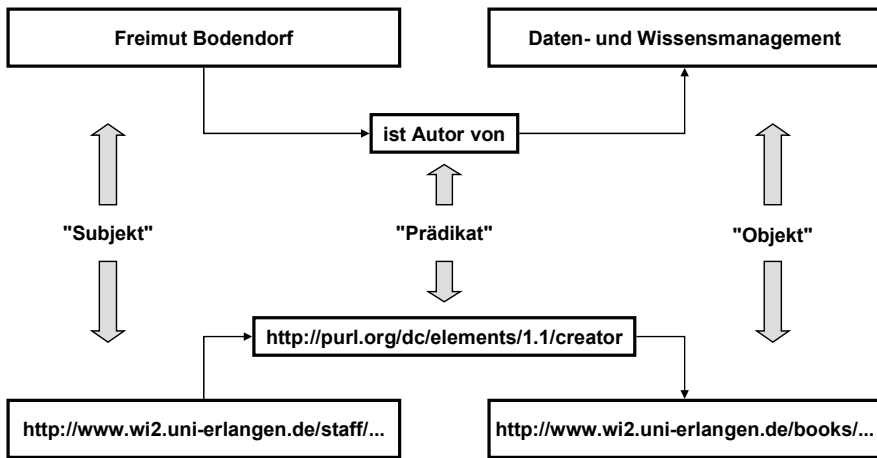 Freimut Bodendorf
Daten- und Wissensmanagement
ist Autor von
"Subjekt"
"Prädikat"
"Objekt"
http://purl.org/dc/elements/1.1/creator
http://www.wi2.uni-erlangen.de/staff/...
http://www.wi2.uni-erlangen.de/books/...